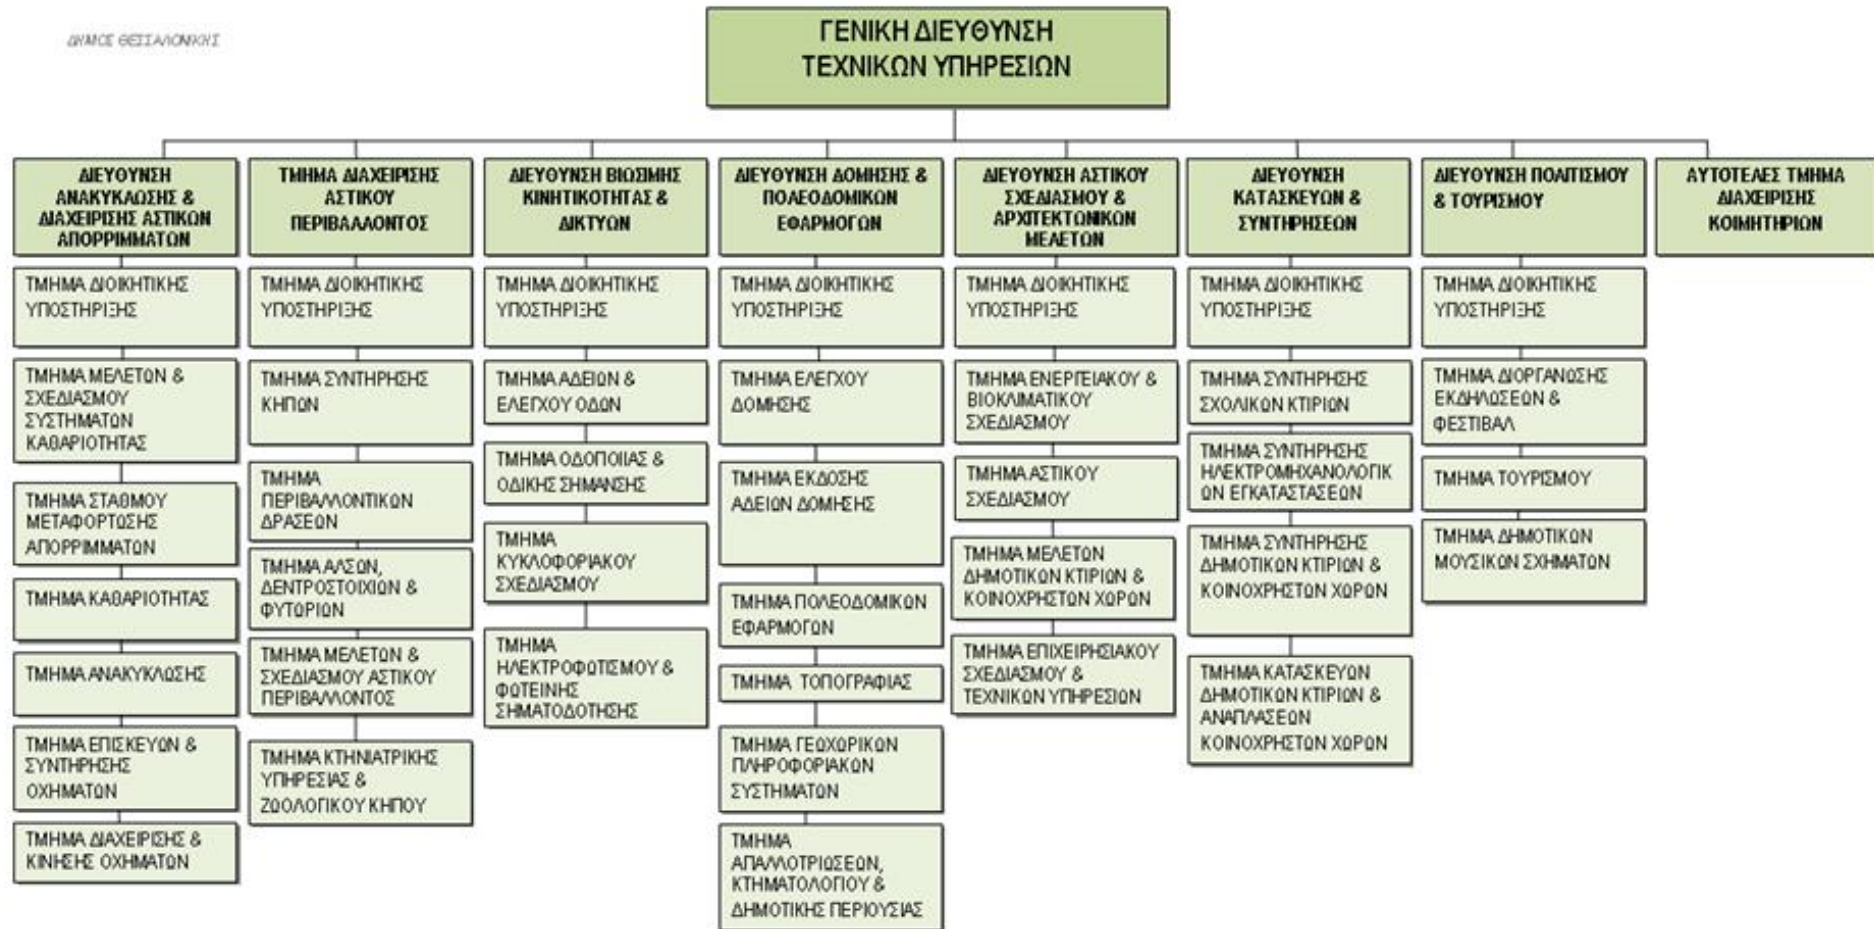 ΔΗΜΟΣ ΘΕΣΣΑΛΟΝΙΚΗΣ
ΓΕΝΙΚΗ ΔΙΕΥΘΥΝΣΗ
ΤΕΧΝΙΚΩΝ ΥΠΗΡΕΣΙΩΝ
ΔΙΕΥΘΥΝΣΗ
ΑΝΑΚΥΚΛΩΣΗΣ &
ΔΙΑΧΕΙΡΙΣΗΣ ΑΣΤΙΚΩΝ
ΑΠΟΡΡΙΜΜΑΤΩΝ
ΤΜΗΜΑ ΔΙΟΙΚΗΤΙΚΗΣ
ΥΠΟΣΤΗΡΙΞΗΣ
ΤΜΗΜΑ ΜΕΛΕΤΩΝ &
ΣΧΕΔΙΑΣΜΟΥ
ΣΥΣΤΗΜΑΤΩΝ
ΚΑΘΑΡΙΟΤΗΤΑΣ
ΤΜΗΜΑ ΣΤΑΘΜΟΥ
ΜΕΤΑΦΟΡΤΩΣΗΣ
ΑΠΟΡΡΙΜΜΑΤΩΝ
ΤΜΗΜΑ ΚΑΘΑΡΙΟΤΗΤΑΣ
ΤΜΗΜΑ ΑΝΑΚΥΚΛΩΣΗΣ
ΤΜΗΜΑ ΕΠΙΣΚΕΥΩΝ &
ΣΥΝΤΗΡΗΣΗΣ
ΟΧΗΜΑΤΩΝ
ΤΜΗΜΑ ΔΙΑΧΕΙΡΙΣΗΣ &
ΚΙΝΗΣΗΣ ΟΧΗΜΑΤΩΝ
ΤΜΗΜΑ ΔΙΑΧΕΙΡΙΣΗΣ
ΑΣΤΙΚΟΥ
ΠΕΡΙΒΑΛΛΟΝΤΟΣ
ΤΜΗΜΑ ΔΙΟΙΚΗΤΙΚΗΣ
ΥΠΟΣΤΗΡΙΞΗΣ
ΤΜΗΜΑ ΣΥΝΤΗΡΗΣΗΣ
ΚΗΠΩΝ
ΤΜΗΜΑ
ΠΕΡΙΒΑΛΛΟΝΤΙΚΩΝ
ΔΡΑΣΕΩΝ
ΤΜΗΜΑ ΑΛΣΩΝ,
ΔΕΝΤΡΟΣΤΟΙΧΙΩΝ &
ΦΥΤΩΡΙΩΝ
ΤΜΗΜΑ ΜΕΛΕΤΩΝ &
ΣΧΕΔΙΑΣΜΟΥ ΑΣΤΙΚΟΥ
ΠΕΡΙΒΑΛΛΟΝΤΟΣ
ΤΜΗΜΑ ΚΤΗΝΙΑΤΡΙΚΗΣ
ΥΠΗΡΕΣΙΑΣ &
ΖΩΟΛΟΓΙΚΟΥ ΚΗΠΟΥ
ΔΙΕΥΘΥΝΣΗ ΒΙΩΣΙΜΗΣ
ΚΙΝΗΤΙΚΟΤΗΤΑΣ &
ΔΙΚΤΥΩΝ
ΤΜΗΜΑ ΔΙΟΙΚΗΤΙΚΗΣ
ΥΠΟΣΤΗΡΙΞΗΣ
ΤΜΗΜΑ ΑΔΕΙΩΝ &
ΕΛΕΓΧΟΥ ΟΔΩΝ
ΤΜΗΜΑ ΟΔΟΠΟΙΙΑΣ &
ΟΔΙΚΗΣ ΣΗΜΑΝΣΗΣ
ΤΜΗΜΑ
ΚΥΚΛΟΦΟΡΙΑΚΟΥ
ΣΧΕΔΙΑΣΜΟΥ
ΤΜΗΜΑ
ΗΛΕΚΤΡΟΦΩΤΙΣΜΟΥ &
ΦΩΤΕΙΝΗΣ
ΣΗΜΑΤΟΔΟΤΗΣΗΣ
ΔΙΕΥΘΥΝΣΗ ΔΟΜΗΣΗΣ &
ΠΟΛΕΟΔΟΜΙΚΩΝ
ΕΦΑΡΜΟΓΩΝ
ΤΜΗΜΑ ΔΙΟΙΚΗΤΙΚΗΣ
ΥΠΟΣΤΗΡΙΞΗΣ
ΤΜΗΜΑ ΕΛΕΓΧΟΥ
ΔΟΜΗΣΗΣ
ΤΜΗΜΑ ΕΚΔΟΣΗΣ
ΑΔΕΙΩΝ ΔΟΜΗΣΗΣ
ΤΜΗΜΑ ΠΟΛΕΟΔΟΜΙΚΩΝ
ΕΦΑΡΜΟΓΩΝ
ΤΜΗΜΑ ΤΟΠΟΓΡΑΦΙΑΣ
ΤΜΗΜΑ ΓΕΩΧΩΡΙΚΩΝ
ΠΛΗΡΟΦΟΡΙΑΚΩΝ
ΣΥΣΤΗΜΑΤΩΝ
ΤΜΗΜΑ
ΑΠΑΛΛΟΤΡΙΩΣΕΩΝ,
ΚΤΗΜΑΤΟΛΟΓΙΟΥ &
ΔΗΜΟΤΙΚΗΣ ΠΕΡΙΟΥΣΙΑΣ
ΔΙΕΥΘΥΝΣΗ ΑΣΤΙΚΟΥ
ΣΧΕΔΙΑΣΜΟΥ &
ΑΡΧΙΤΕΚΤΩΝΙΚΩΝ
ΜΕΛΕΤΩΝ
ΤΜΗΜΑ ΔΙΟΙΚΗΤΙΚΗΣ
ΥΠΟΣΤΗΡΙΞΗΣ
ΤΜΗΜΑ ΕΝΕΡΓΕΙΑΚΟΥ &
ΒΙΟΚΛΙΜΑΤΙΚΟΥ
ΣΧΕΔΙΑΣΜΟΥ
ΤΜΗΜΑ ΑΣΤΙΚΟΥ
ΣΧΕΔΙΑΣΜΟΥ
ΤΜΗΜΑ ΜΕΛΕΤΩΝ
ΔΗΜΟΤΙΚΩΝ ΚΤΙΡΙΩΝ &
ΚΟΙΝΟΧΡΗΣΤΩΝ ΧΩΡΩΝ
ΤΜΗΜΑ ΕΠΙΧΕΙΡΗΣΙΑΚΟΥ
ΣΧΕΔΙΑΣΜΟΥ &
ΤΕΧΝΙΚΩΝ ΥΠΗΡΕΣΙΩΝ
ΔΙΕΥΘΥΝΣΗ
ΚΑΤΑΣΚΕΥΩΝ &
ΣΥΝΤΗΡΗΣΕΩΝ
ΤΜΗΜΑ ΔΙΟΙΚΗΤΙΚΗΣ
ΥΠΟΣΤΗΡΙΞΗΣ
ΤΜΗΜΑ ΣΥΝΤΗΡΗΣΗΣ
ΣΧΟΛΙΚΩΝ ΚΤΙΡΙΩΝ
ΤΜΗΜΑ ΣΥΝΤΗΡΗΣΗΣ
ΗΛΕΚΤΡΟΜΗΧΑΝΟΛΟΓΙΚ
ΩΝ ΕΓΚΑΤΑΣΤΑΣΕΩΝ
ΤΜΗΜΑ ΣΥΝΤΗΡΗΣΗΣ
ΔΗΜΟΤΙΚΩΝ ΚΤΙΡΙΩΝ &
ΚΟΙΝΟΧΡΗΣΤΩΝ ΧΩΡΩΝ
ΤΜΗΜΑ ΚΑΤΑΣΚΕΥΩΝ
ΔΗΜΟΤΙΚΩΝ ΚΤΙΡΙΩΝ &
ΑΝΑΠΛΑΣΕΩΝ
ΚΟΙΝΟΧΡΗΣΤΩΝ ΧΩΡΩΝ
ΔΙΕΥΘΥΝΣΗ ΠΟΛΙΤΙΣΜΟΥ
& ΤΟΥΡΙΣΜΟΥ
ΤΜΗΜΑ ΔΙΟΙΚΗΤΙΚΗΣ
ΥΠΟΣΤΗΡΙΞΗΣ
ΤΜΗΜΑ ΔΙΟΡΓΑΝΩΣΗΣ
ΕΚΔΗΛΩΣΕΩΝ &
ΦΕΣΤΙΒΑΛ
ΤΜΗΜΑ ΤΟΥΡΙΣΜΟΥ
ΤΜΗΜΑ ΔΗΜΟΤΙΚΩΝ
ΜΟΥΣΙΚΩΝ ΣΧΗΜΑΤΩΝ
ΑΥΤΟΤΕΛΕΣ ΤΜΗΜΑ
ΔΙΑΧΕΙΡΙΣΗΣ
ΚΟΙΜΗΤΗΡΙΩΝ